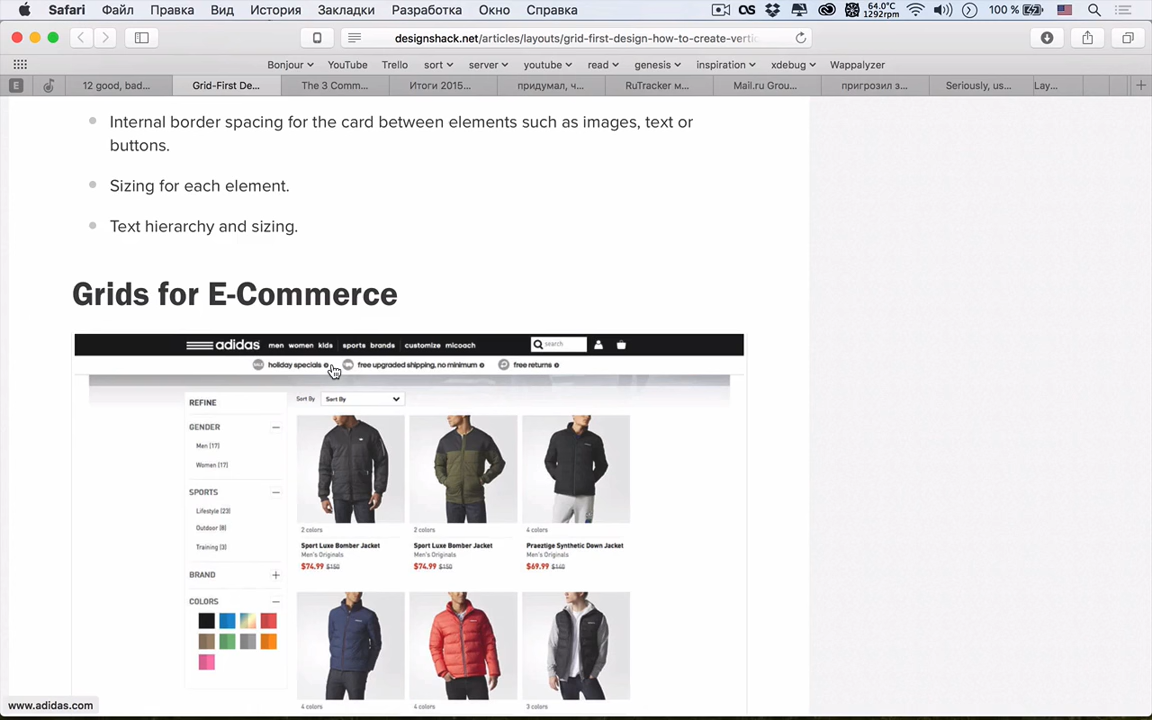 Safari Файл Правка Вид История Закладки Разработка Окно Справка 64.0°C 1292rpm 100 %
designshack.net/articles/layouts/grid-first-design-how-to-create-vertic
Bonjour YouTube Trello sort server youtube read genesis inspiration xdebug Wappalyzer
E 12 good, bad... Grid-First De... The 3 Comm... Итоги 2015... придумал, ч... RuTracker м... Mail.ru Grou... пригрозил з... Seriously, us... Lay...
Internal border spacing for the card between elements such as images, text or
buttons.
Sizing for each element.
Text hierarchy and sizing.
Grids for E-Commerce
adidas men women kids sports brands customize micoach search
holiday specials free upgraded shipping, no minimum free returns
REFINE
Sort By Sort By
GENDER
Men (17)
Women (17)
SPORTS
Lifestyle (23)
Outdoor (8)
Training (3)
BRAND
COLORS
2 colors 2 colors 4 colors
Sport Luxe Bomber Jacket Sport Luxe Bomber Jacket Praeztige Synthetic Down Jacket
Men's Originals Men's Originals Men's Originals
$74.99 $150 $74.99 $150 $69.99 $140
4 colors 4 colors 3 colors
www.adidas.com